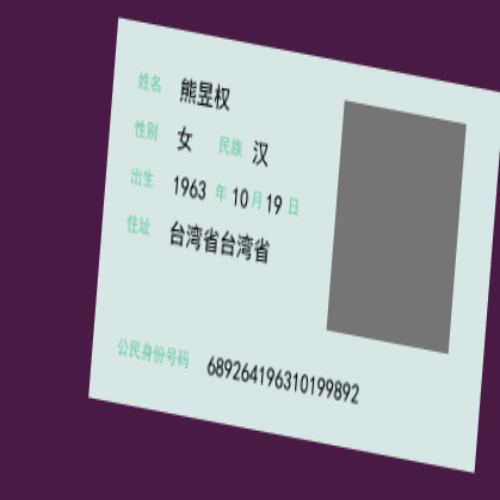 姓名 熊昱权
性别 女 民族 汉
出生 1963 年 10 月 19 日
住址 台湾省台湾省
公民身份号码 689264196310199892